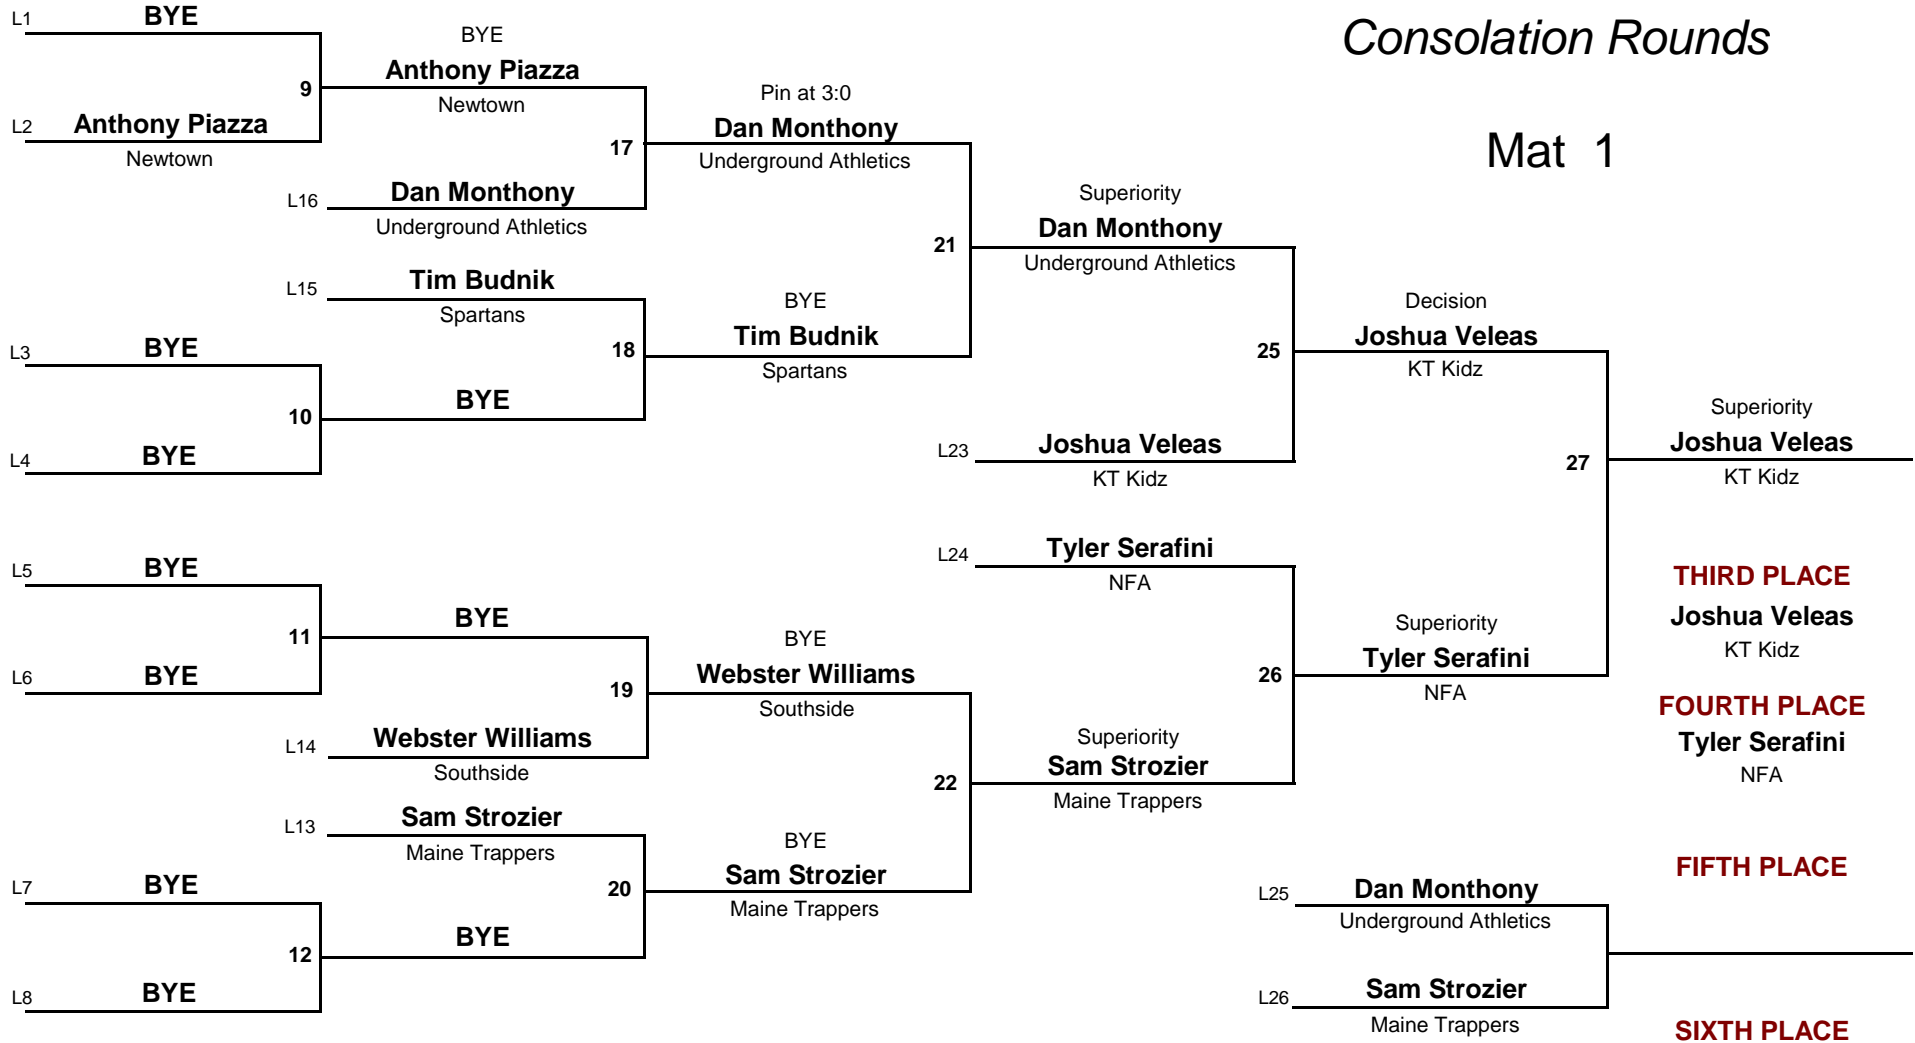 Consolation Rounds
Mat 1
L1
BYE
9
L2
Anthony Piazza
Newtown
BYE
Anthony Piazza
Newtown
17
L16
Dan Monthony
Underground Athletics
Pin at 3:0
Dan Monthony
Underground Athletics
L15
Tim Budnik
Spartans
18
L3
BYE
10
L4
BYE
BYE
BYE
Tim Budnik
Spartans
21
Superiority
Dan Monthony
Underground Athletics
25
L23
Joshua Veleas
KT Kidz
Decision
Joshua Veleas
KT Kidz
27
Superiority
Joshua Veleas
KT Kidz
L5
BYE
11
L6
BYE
BYE
19
L14
Webster Williams
Southside
BYE
Webster Williams
Southside
22
L13
Sam Strozier
Maine Trappers
20
L7
BYE
12
L8
BYE
BYE
BYE
Sam Strozier
Maine Trappers
L24
Tyler Serafini
NFA
26
Superiority
Sam Strozier
Maine Trappers
Superiority
Tyler Serafini
NFA
THIRD PLACE
Joshua Veleas
KT Kidz
FOURTH PLACE
Tyler Serafini
NFA
L25
Dan Monthony
Underground Athletics
L26
Sam Strozier
Maine Trappers
FIFTH PLACE
SIXTH PLACE